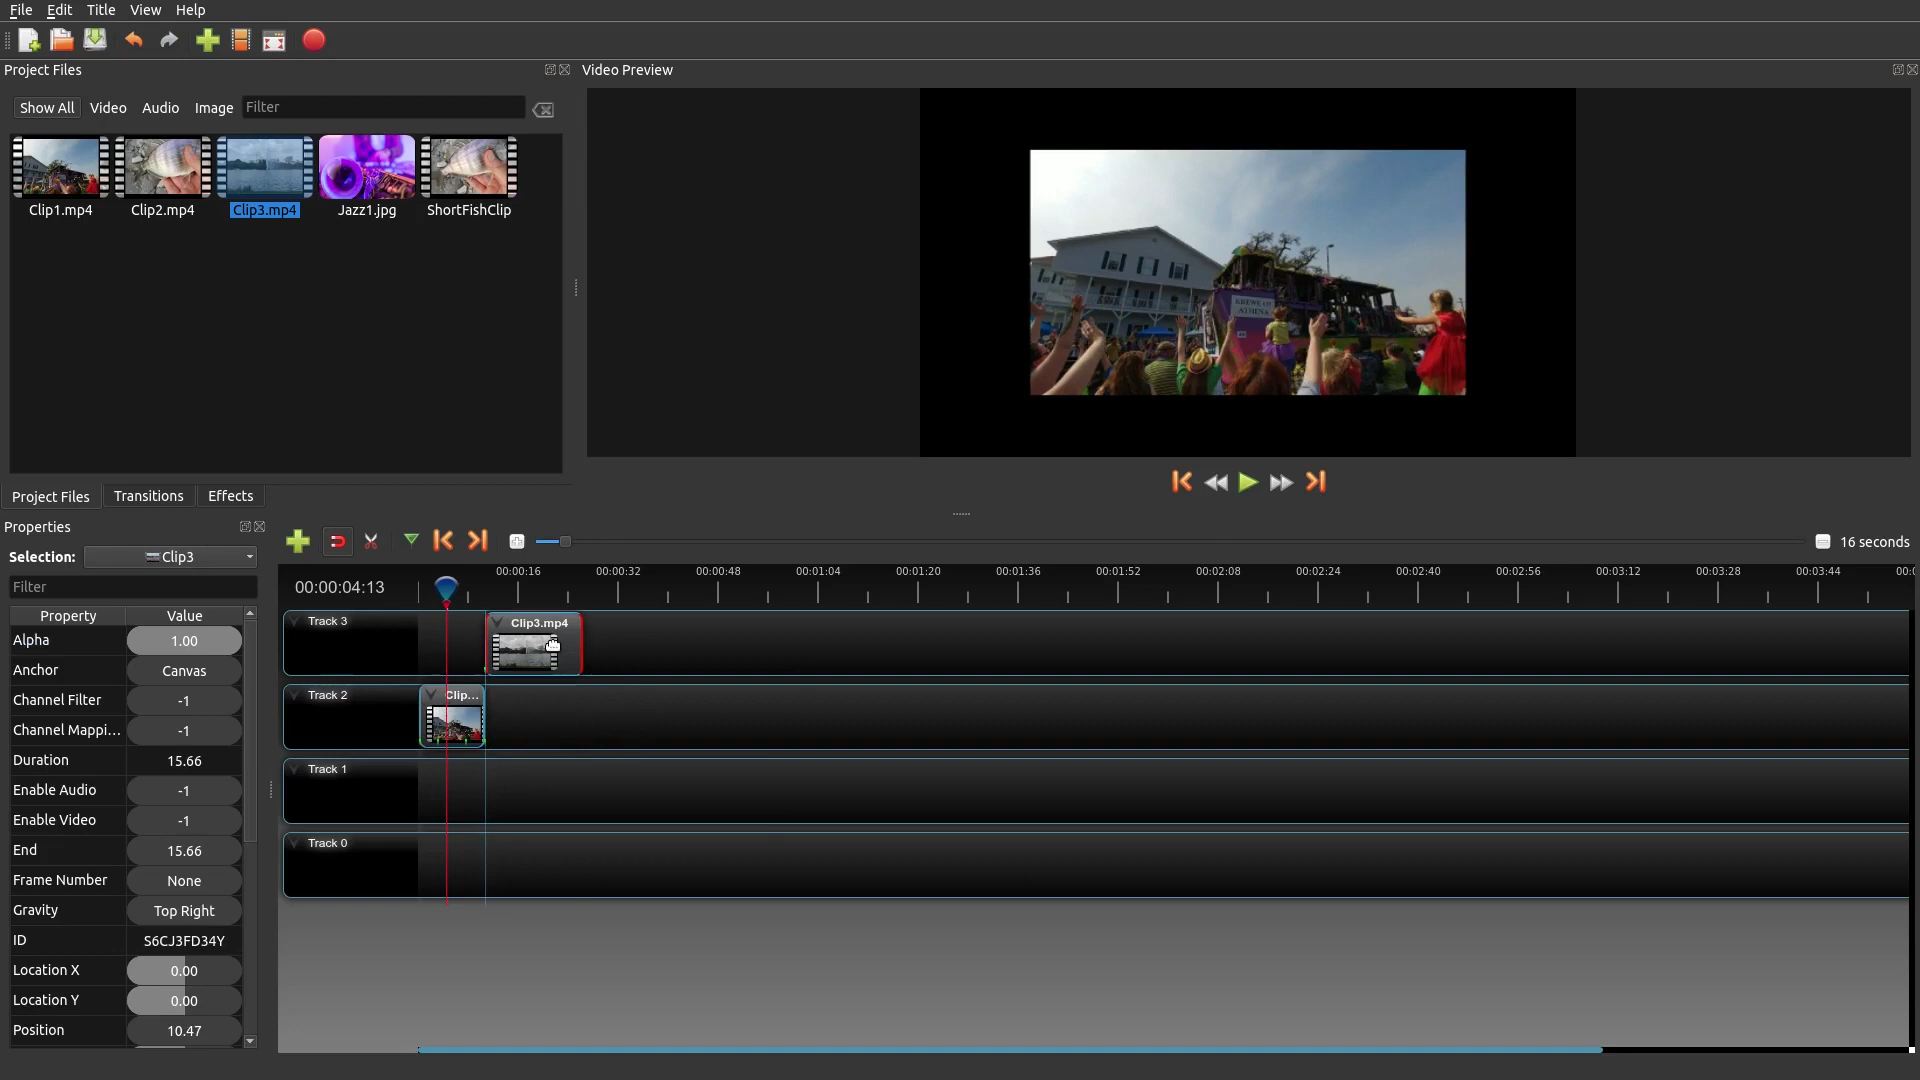 File Edit Title View Help
Project Files
Video Preview
Show All Video Audio Image Filter
KREWE OF
ATHENA
Clip1.mp4 Clip2.mp4 Clip3.mp4 Jazz1.jpg ShortFishClip
Project Files Transitions Effects
Properties
Selection: Clip3
16 seconds
Filter
00:00:04:13
00:00:16 00:00:32 00:00:48 00:01:04 00:01:20 00:01:36 00:01:52 00:02:08 00:02:24 00:02:40 00:02:56 00:03:12 00:03:28 00:03:44 00:0
Property Value
Alpha 1.00
Anchor Canvas
Channel Filter -1
Channel Mappi... -1
Duration 15.66
Enable Audio -1
Enable Video -1
End 15.66
Frame Number None
Gravity Top Right
ID S6CJ3FD34Y
Location X 0.00
Location Y 0.00
Position 10.47
Track 3
Clip3.mp4
Track 2
Clip...
Track 1
Track 0